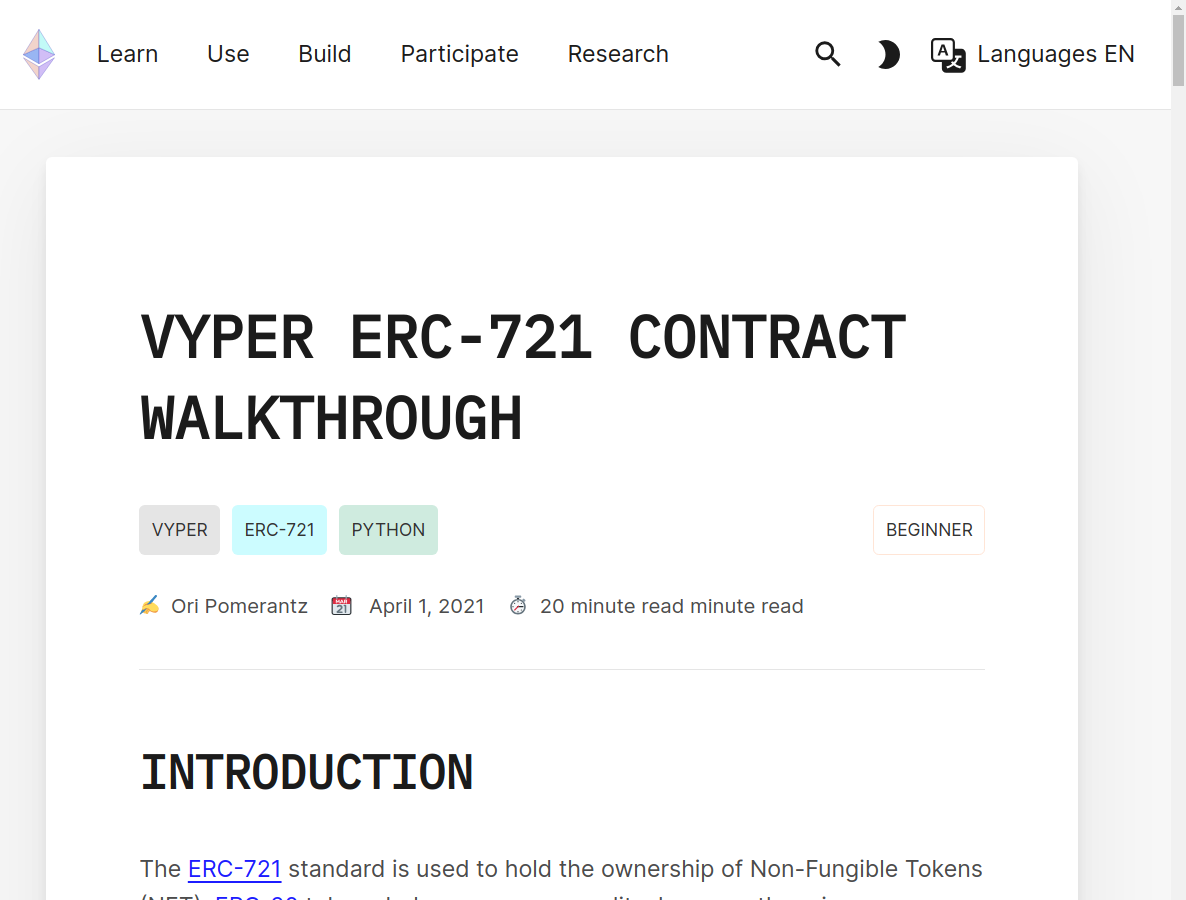 Learn Use Build Participate Research Languages EN
VYPER ERC-721 CONTRACT
WALKTHROUGH
VYPER ERC-721 PYTHON BEGINNER
Ori Pomerantz April 1, 2021 20 minute read minute read
INTRODUCTION
The ERC-721 standard is used to hold the ownership of Non-Fungible Tokens